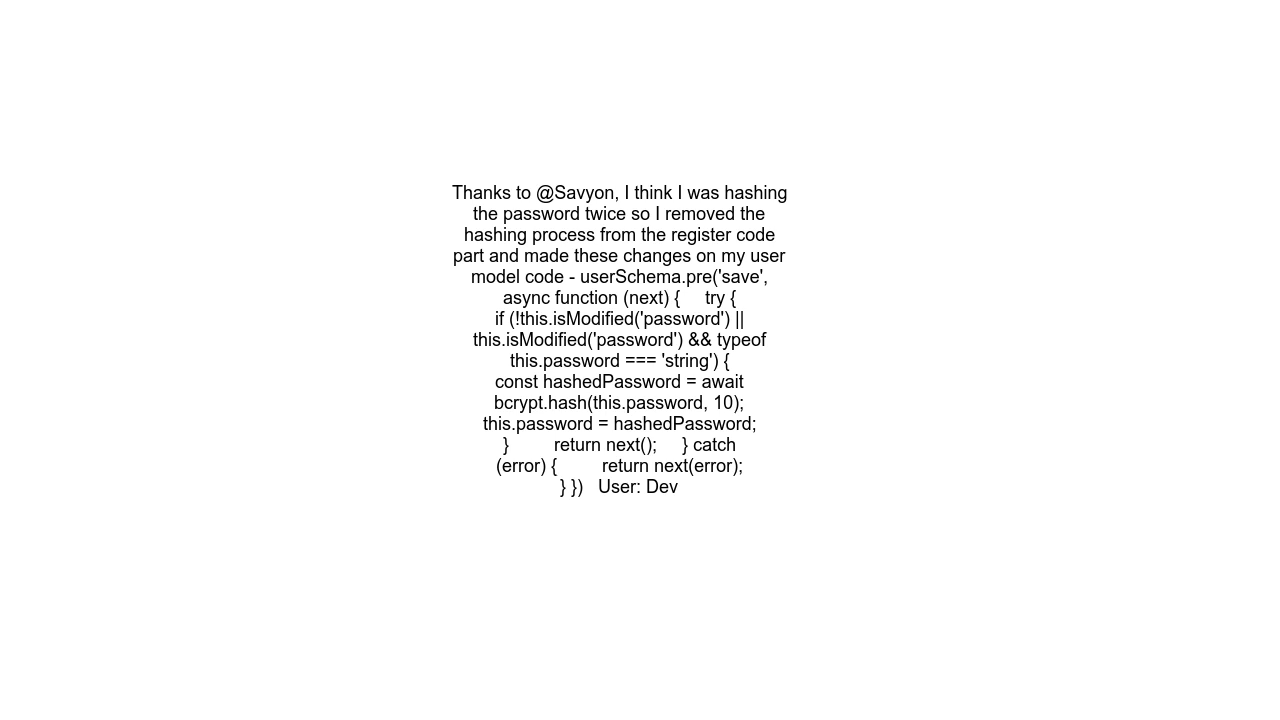 Thanks to @Savyon, I think I was hashing
the password twice so I removed the
hashing process from the register code
part and made these changes on my user
model code - userSchema.pre('save',
async function (next) {     try {
if (!this.isModified('password') ||
this.isModified('password') && typeof
this.password === 'string') {
const hashedPassword = await
bcrypt.hash(this.password, 10);
this.password = hashedPassword;
}         return next();     } catch
(error) {         return next(error);
} })   User: Dev